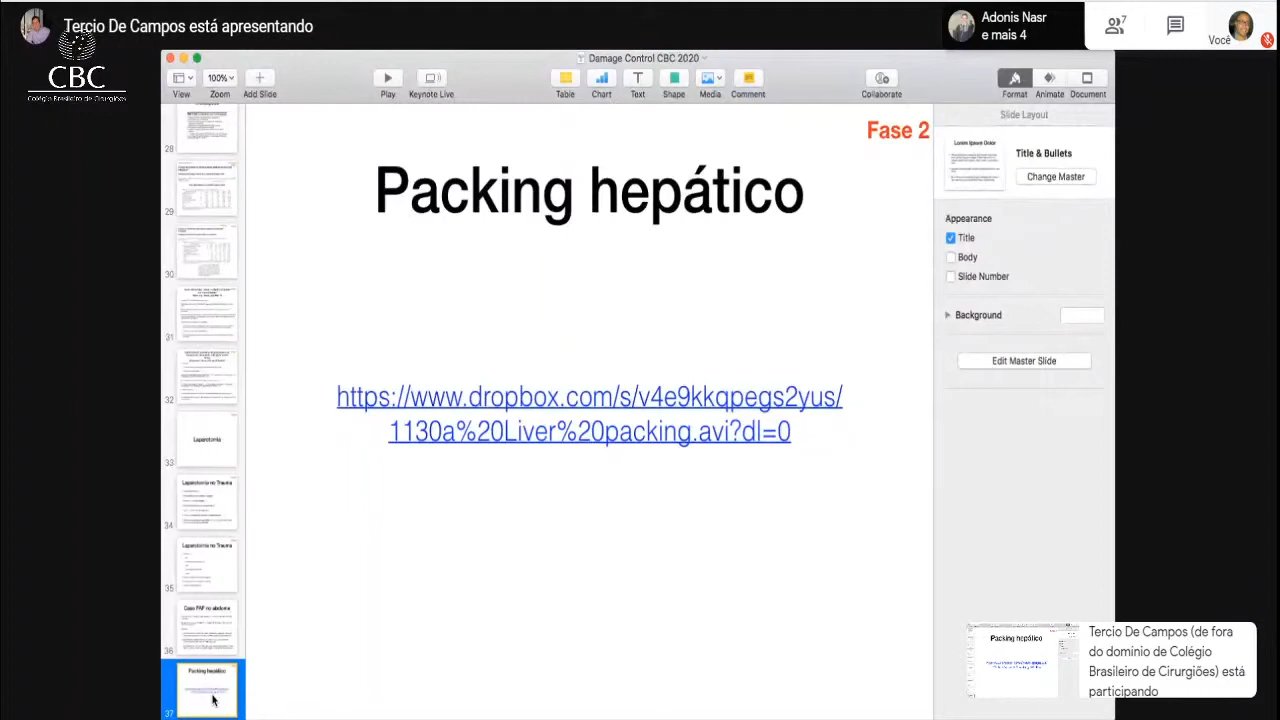 Tercio De Campos está apresentando
CBC
Colégio Brasileiro de Cirurgiões
Adonis Nasr
e mais 4
7
Você
Damage Control CBC 2020
100%
View
Zoom
Add Slide
Play
Keynote Live
Table
Chart
Text
Shape
Media
Comment
Collaborate
Format
Animate
Document
28
29
30
31
32
Laparotomia
33
Laparotomia no Trauma
34
Laparotomia no Trauma
35
Caso FAF no abdome
36
Packing hepático
37
Fase 2
Packing hepático
https://www.dropbox.com/s/v4e9kkqpegs2yus/
1130a%20Liver%20packing.avi?dl=0
Slide Layout
Title & Bullets
Change Master
Appearance
Title
Body
Slide Number
Background
Edit Master Slide
Packing hepático
Tercio De Campos (de fora
do domínio de Colégio
Brasileiro de Cirurgiões) está
participando